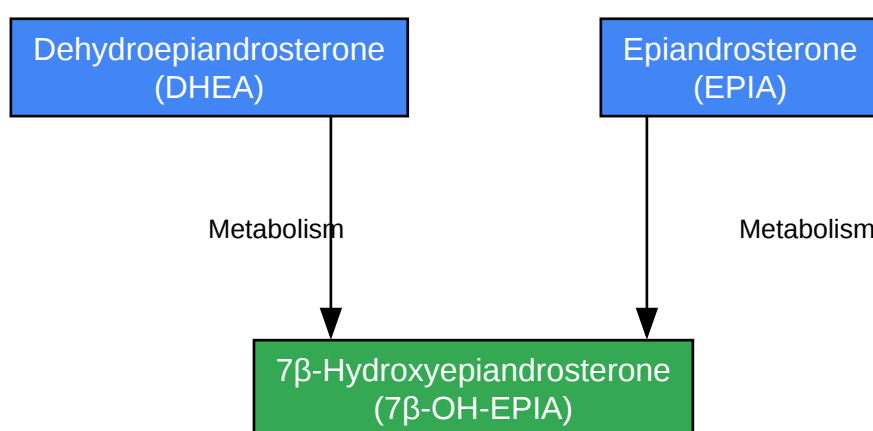 Dehydroepiandrosterone
(DHEA)
Epiandrosterone
(EPIA)
Metabolism
Metabolism
7β-Hydroxyepiandrosterone
(7β-OH-EPIA)